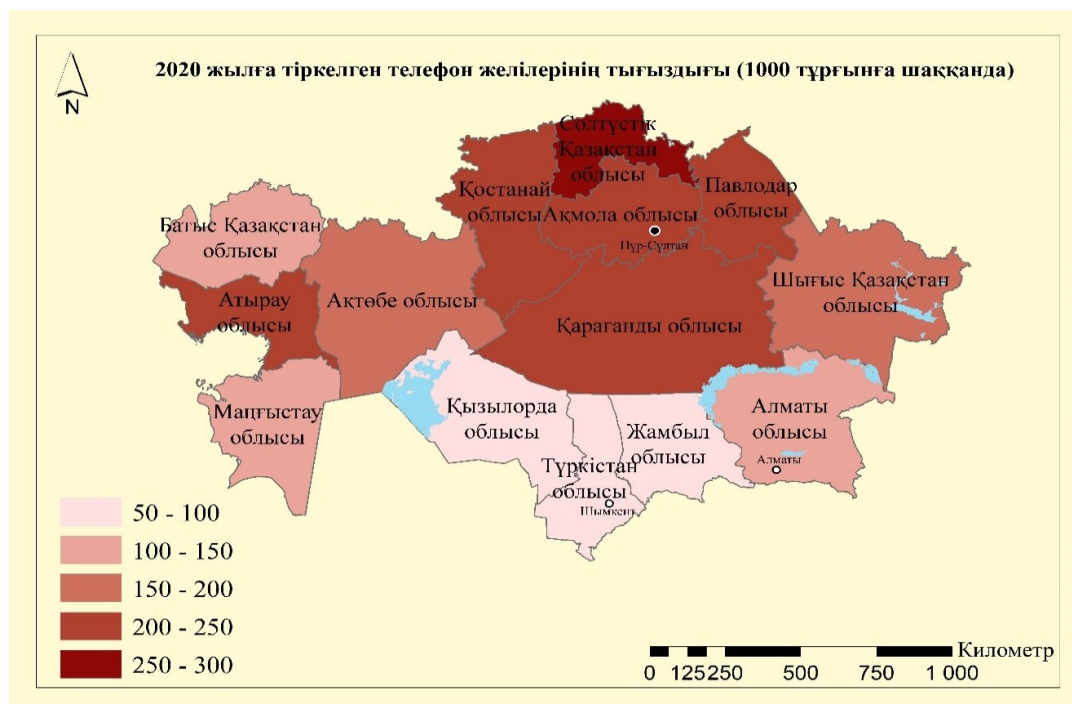 2020 жылға тіркелген телефон желілерінің тығыздығы (1000 тұрғынға шаққанда)
N
Солтүстік
Қазақстан
облысы
Қостанай
облысы
Ақмола облысы
Нұр-Сұлтан
Павлодар
облысы
Батыс Қазақстан
облысы
Атырау
облысы
Ақтөбе облысы
Қарағанды облысы
Шығыс Қазақстан
облысы
Маңғыстау
облысы
Қызылорда
облысы
Түркістан
облысы
Шымкент
Жамбыл
облысы
Алматы
облысы
Алматы
50 - 100
100 - 150
150 - 200
200 - 250
250 - 300
Километр
0 125 250 500 750 1 000